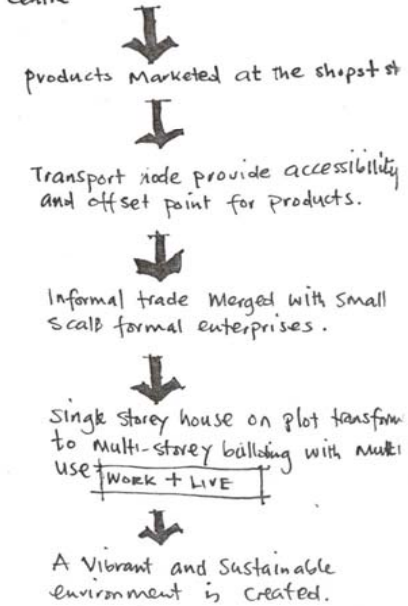 Products Marketed at the shops + st
Transport node provide accessibility
and offset point for products.
Informal trade Merged with Small
Scale formal enterprises.
Single Storey house on plot transform
to Multi-storey building with Multi
use
WORK + LIVE
A Vibrant and Sustainable
environment is created.